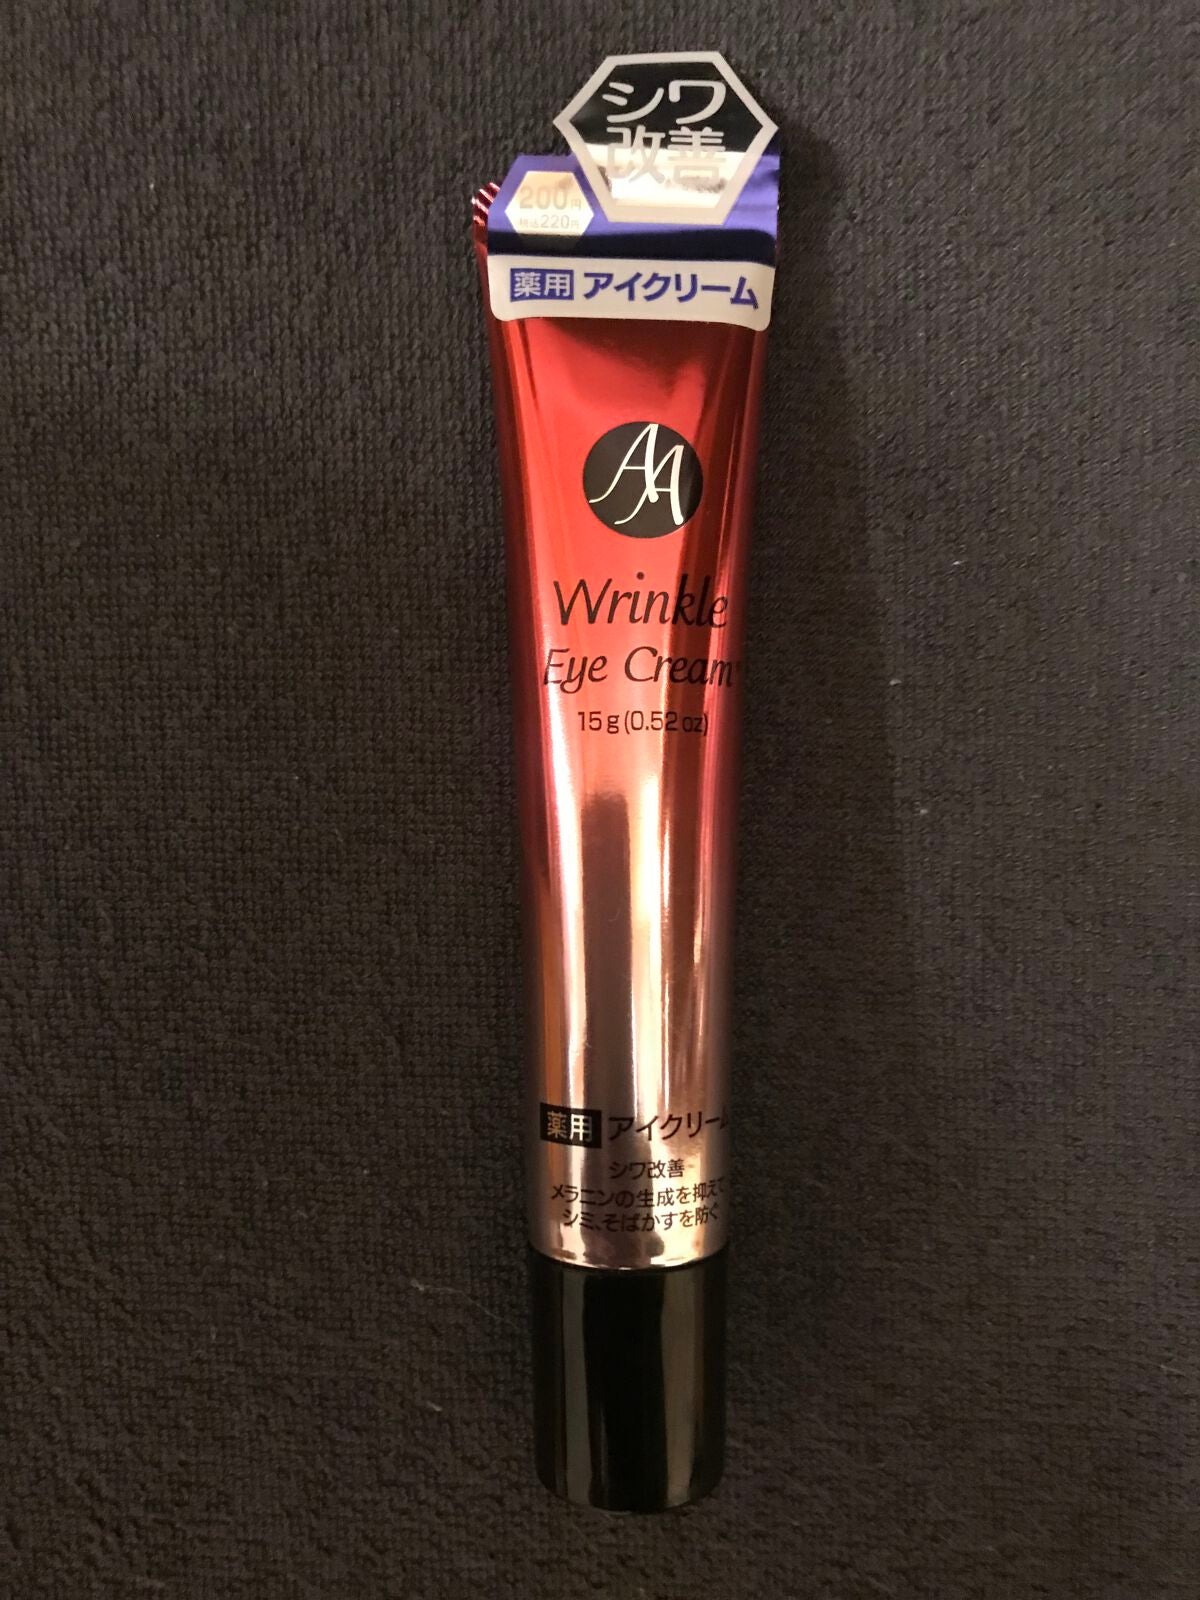 シワ
改善
200円
税込220円
薬用 アイクリーム
AA
Wrinkle
Eye Cream
15g(0.52oz)
薬用 アイクリーム
シワ改善
メラニンの生成を抑えて
シミ、そばかすを防ぐ